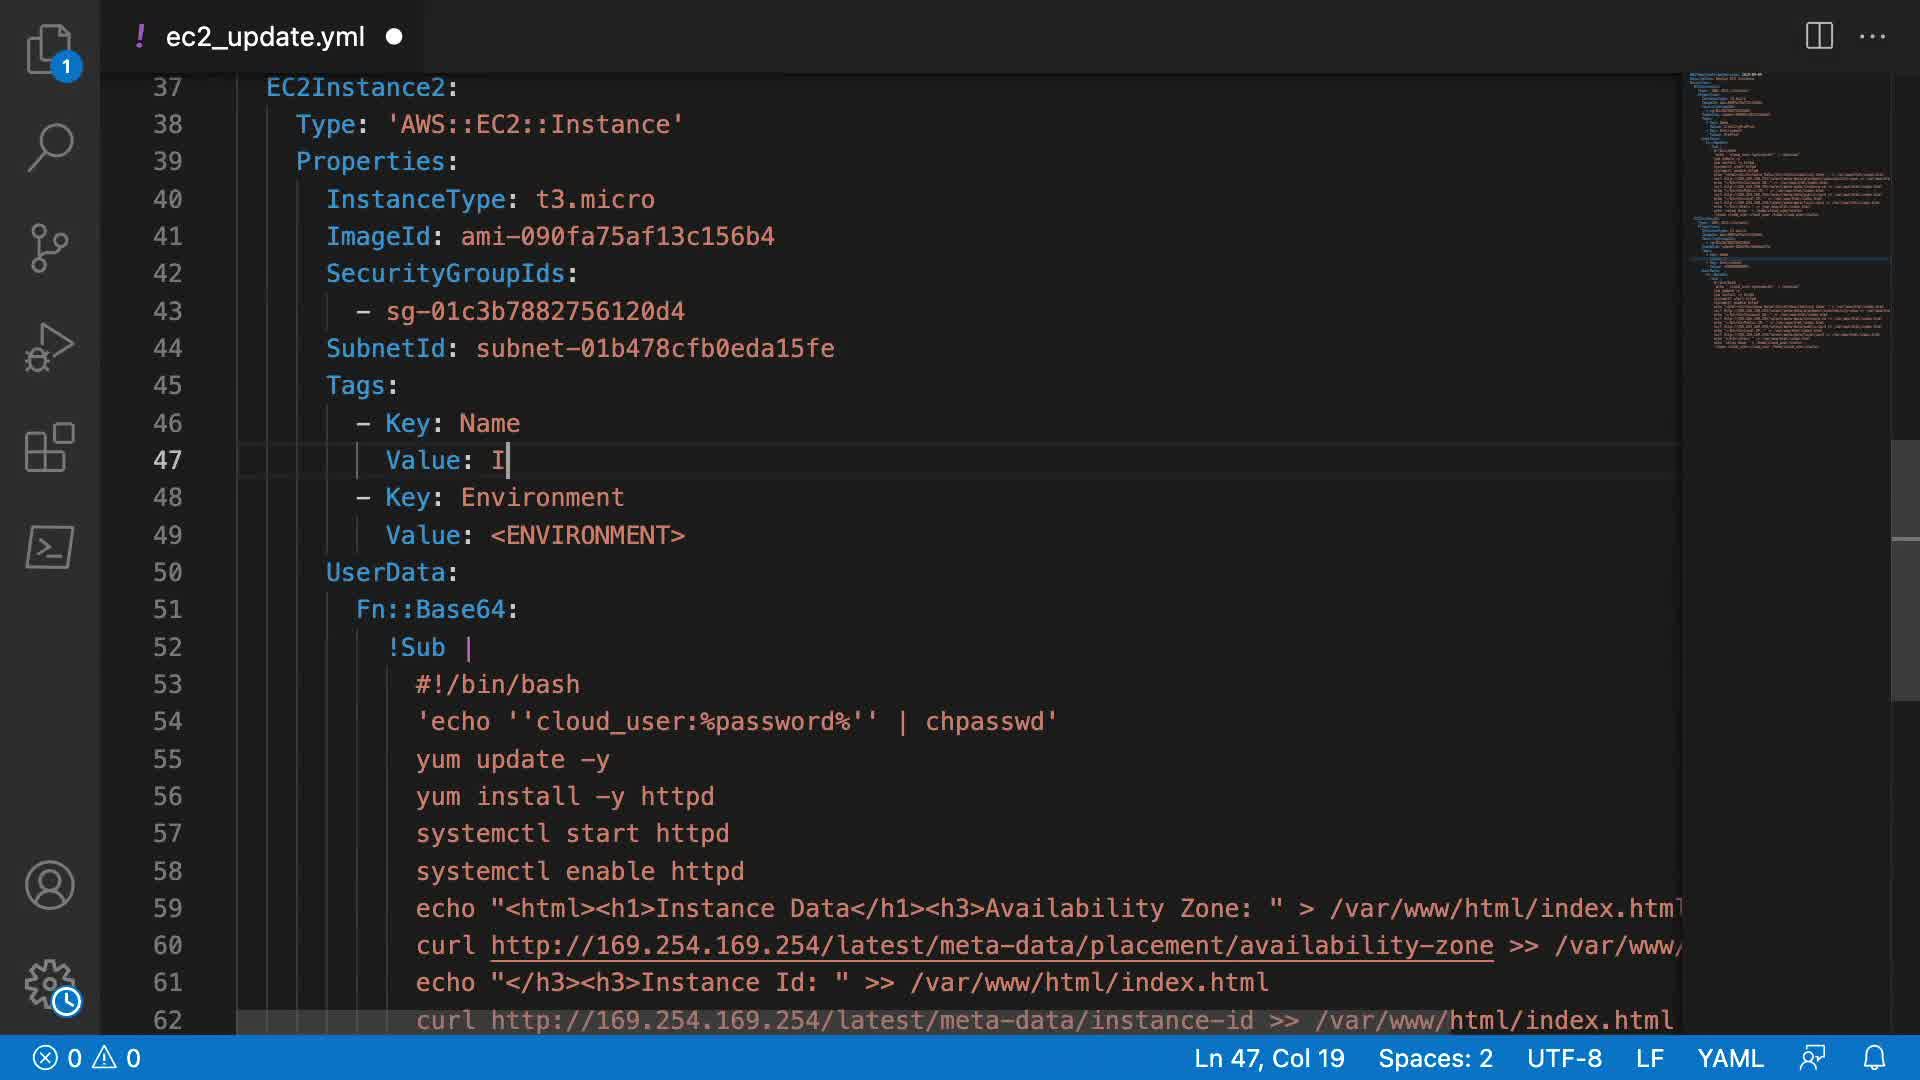 ! ec2_update.yml
1
37 EC2Instance2:
38 Type: 'AWS::EC2::Instance'
39 Properties:
40 InstanceType: t3.micro
41 ImageId: ami-090fa75af13c156b4
42 SecurityGroupIds:
43 - sg-01c3b7882756120d4
44 SubnetId: subnet-01b478cfb0eda15fe
45 Tags:
46 - Key: Name
47 Value: I
48 - Key: Environment
49 Value: <ENVIRONMENT>
50 UserData:
51 Fn::Base64:
52 !Sub |
53 #!/bin/bash
54 'echo ''cloud_user:%password%'' | chpasswd'
55 yum update -y
56 yum install -y httpd
57 systemctl start httpd
58 systemctl enable httpd
59 echo "<html><h1>Instance Data</h1><h3>Availability Zone: " > /var/www/html/index.html
60 curl http://169.254.169.254/latest/meta-data/placement/availability-zone >> /var/www/
61 echo "</h3><h3>Instance Id: " >> /var/www/html/index.html
62 curl http://169.254.169.254/latest/meta-data/instance-id >> /var/www/html/index.html
0 0 Ln 47, Col 19 Spaces: 2 UTF-8 LF YAML